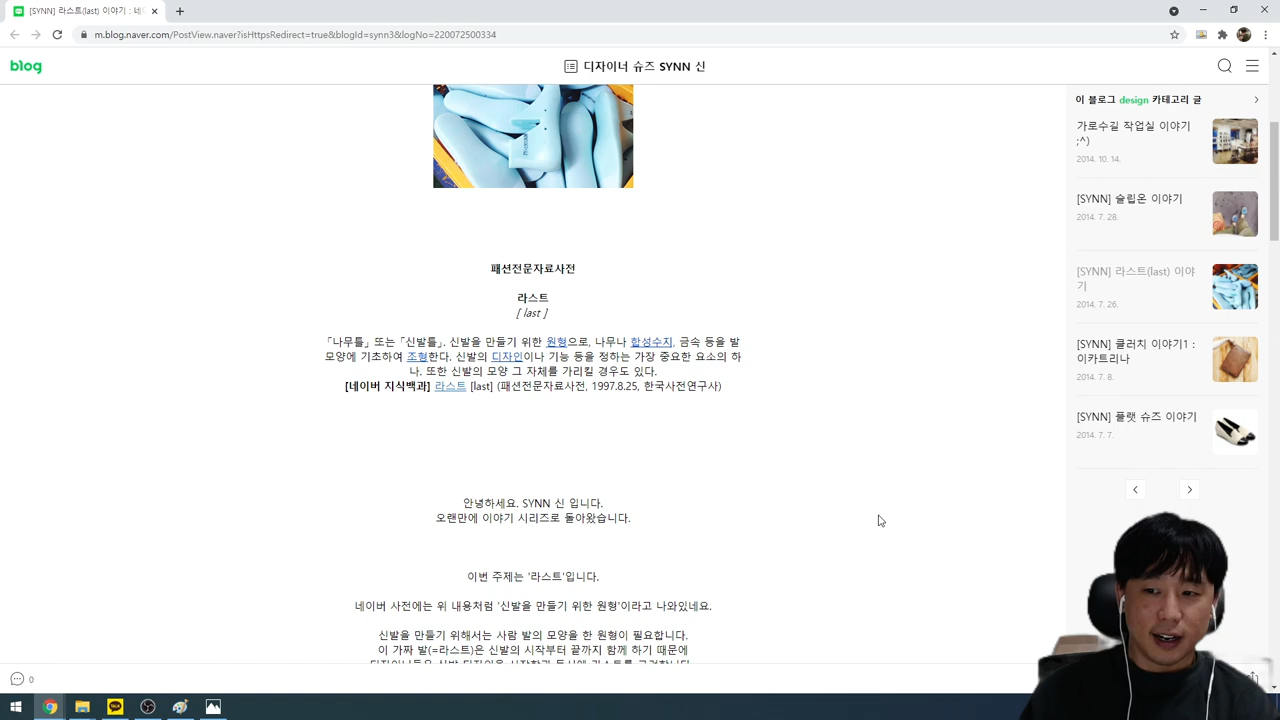 [SYNN] 라스트(last) 이야기 : 네이
m.blog.naver.com/PostView.naver?isHttpsRedirect=true&blogId=synn3&logNo=220072500334
blog
디자이너 슈즈 SYNN 신
패션전문자료사전
라스트
[ last ]
「나무틀」 또는 「신발틀」. 신발을 만들기 위한 원형으로, 나무나 합성수지, 금속 등을 발
모양에 기초하여 조형한다. 신발의 디자인이나 기능 등을 정하는 가장 중요한 요소의 하
나. 또한 신발의 모양 그 자체를 가리킬 경우도 있다.
[네이버 지식백과] 라스트 [last] (패션전문자료사전, 1997.8.25, 한국사전연구사)
안녕하세요. SYNN 신 입니다.
오랜만에 이야기 시리즈로 돌아왔습니다.
이번 주제는 '라스트'입니다.
네이버 사전에는 위 내용처럼 '신발을 만들기 위한 원형'이라고 나와있네요.
신발을 만들기 위해서는 사람 발의 모양을 한 원형이 필요합니다.
이 가짜 발(=라스트)은 신발의 시작부터 끝까지 함께 하기 때문에
0
이 블로그 design 카테고리 글
가로수길 작업실 이야기
;^)
2014. 10. 14.
[SYNN] 슬립온 이야기
2014. 7. 28.
[SYNN] 라스트(last) 이야
기
2014. 7. 26.
[SYNN] 클러치 이야기1 :
이카트리나
2014. 7. 8.
[SYNN] 플랫 슈즈 이야기
2014. 7. 7.